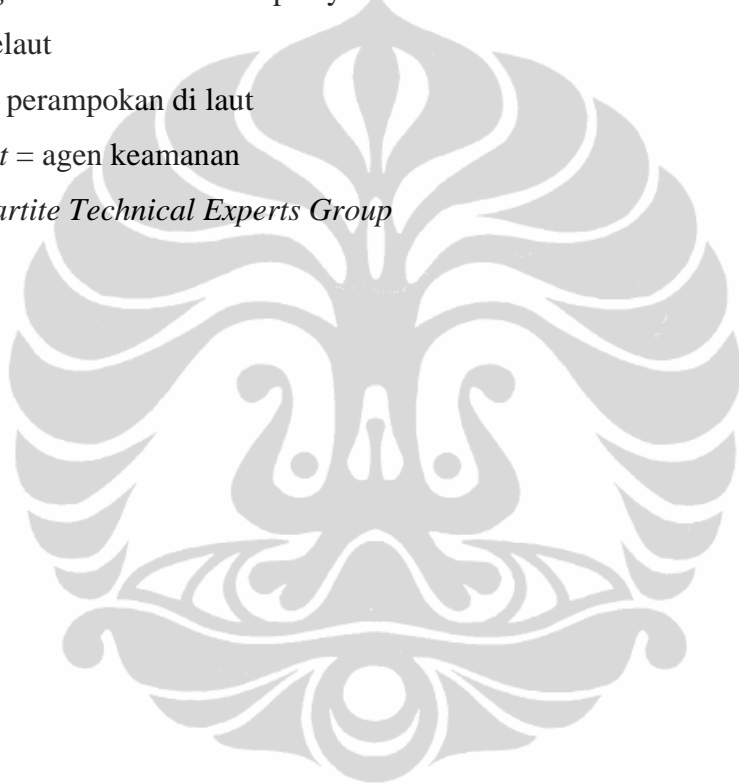 elaut
perampokan di laut
t = agen keamanan
artite Technical Experts Group